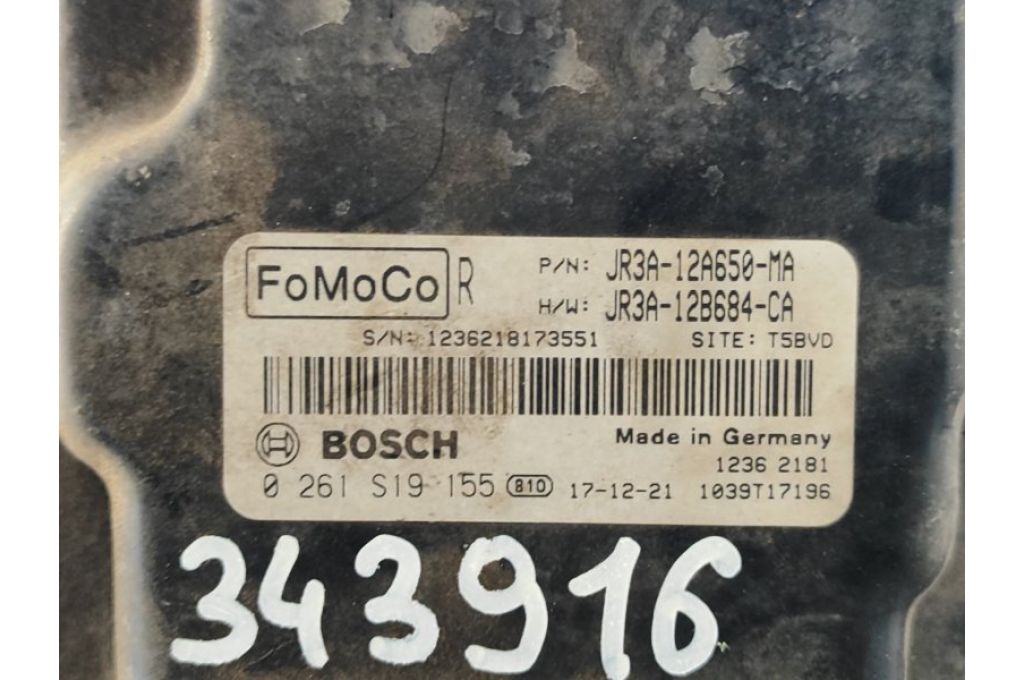 FoMoCo R P/N: JR3A-12A650-MA
H/W: JR3A-12B684-CA
S/N: 1236218173551 SITE: T5BVD
BOSCH Made in Germany
1236 2181
0 261 S19 155 810 17-12-21 1039T17196
343916